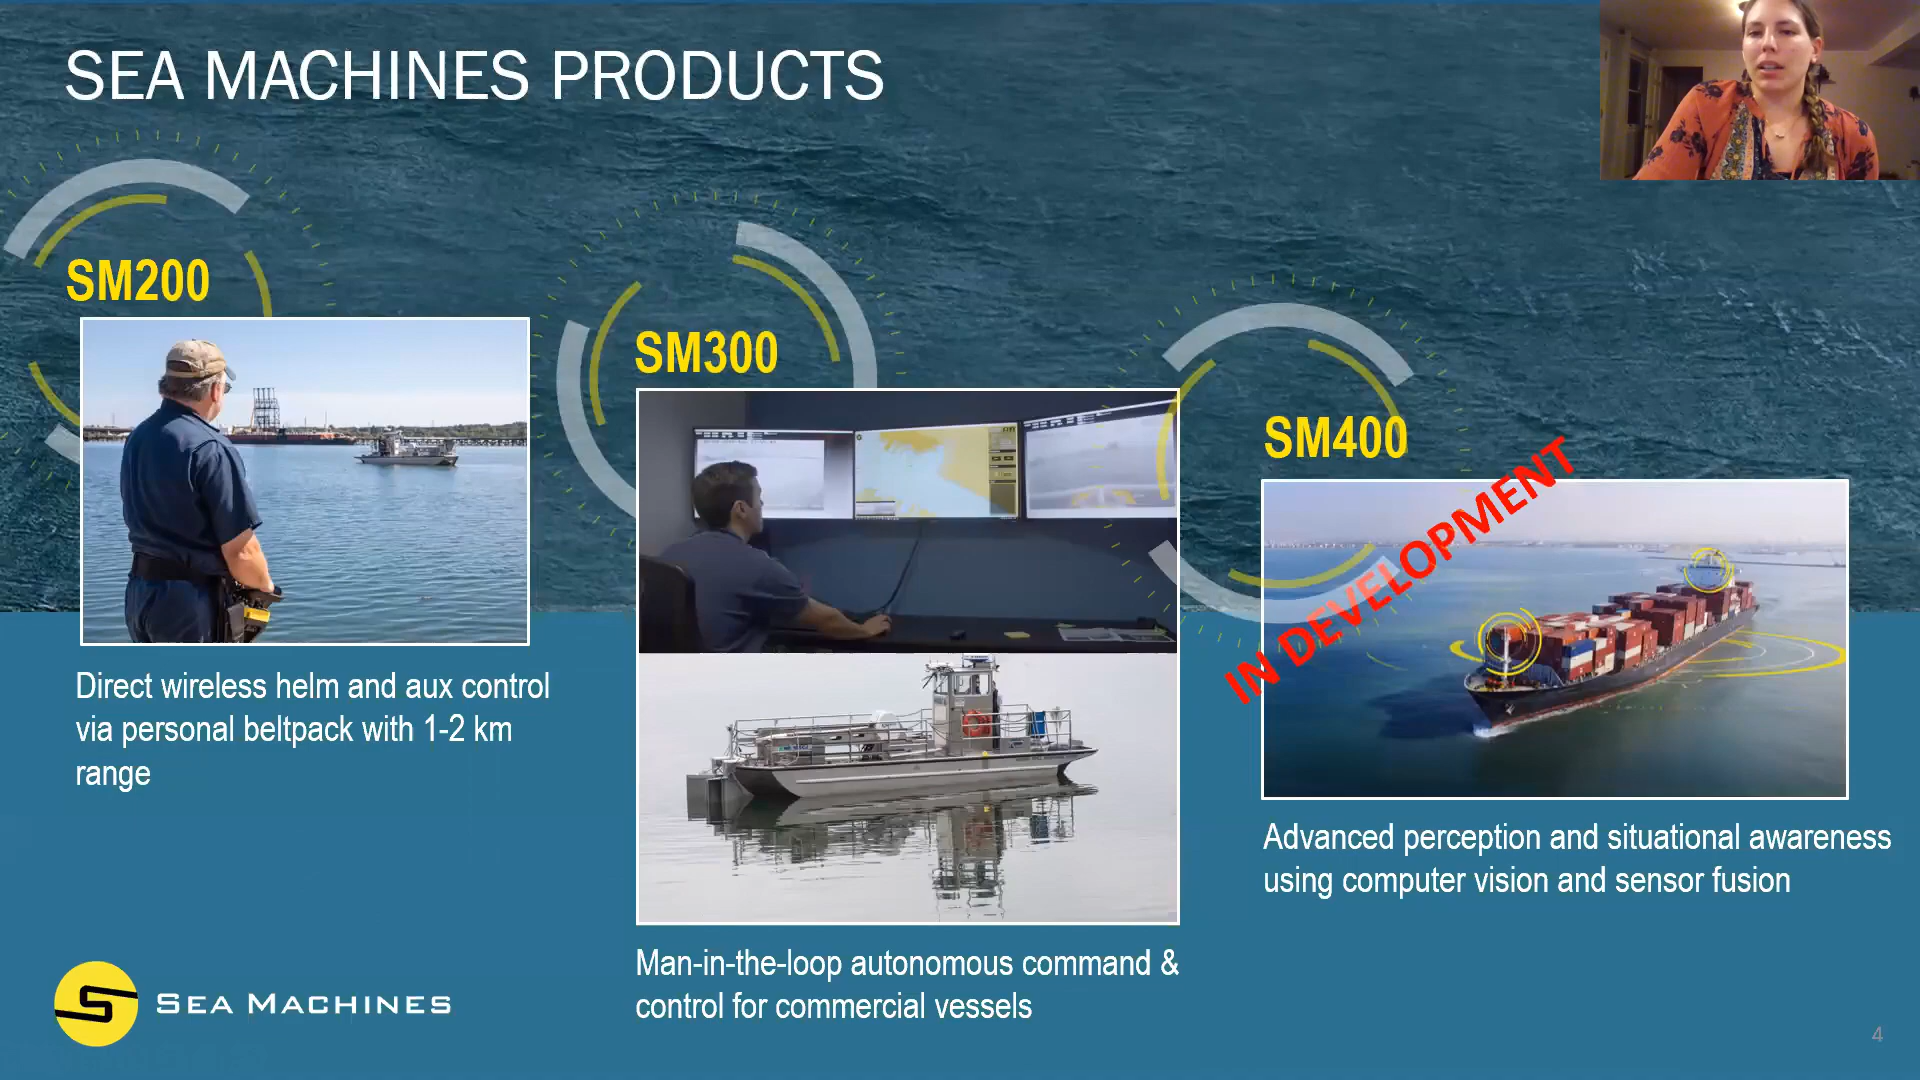 SEA MACHINES PRODUCTS
SM200
Direct wireless helm and aux control
via personal beltpack with 1-2 km
range
SM300
Man-in-the-loop autonomous command &
control for commercial vessels
SM400
IN DEVELOPMENT
Advanced perception and situational awareness
using computer vision and sensor fusion
SEA MACHINES
4